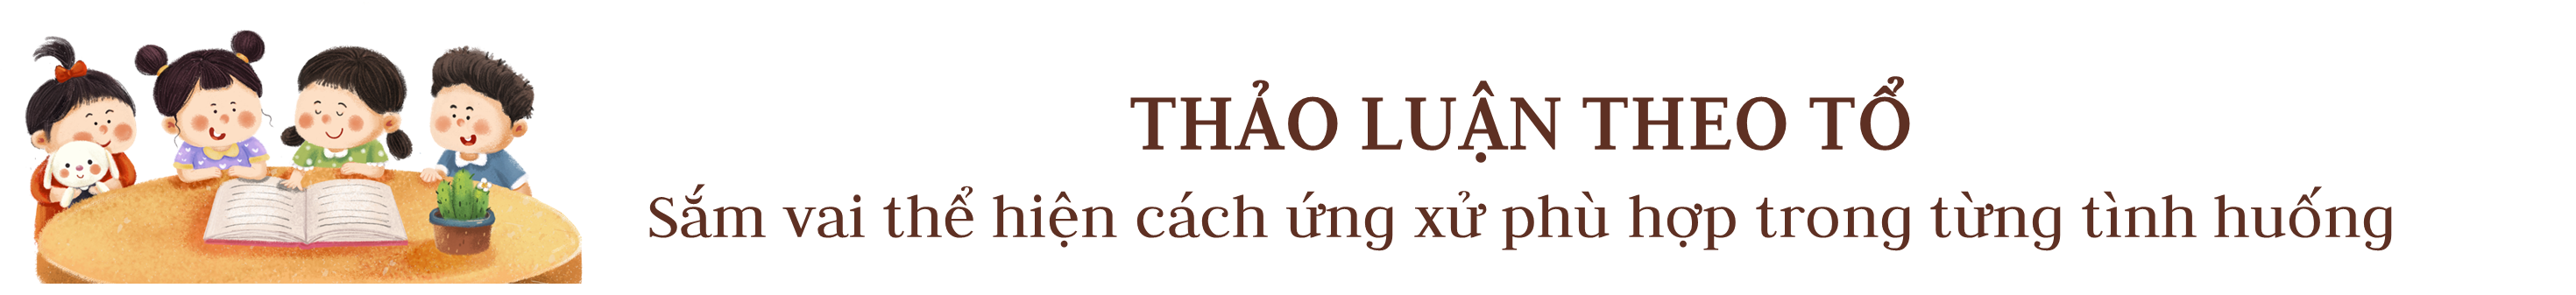 THẢO LUẬN THEO TỔ
Sắm vai thể hiện cách ứng xử phù hợp trong từng tình huống